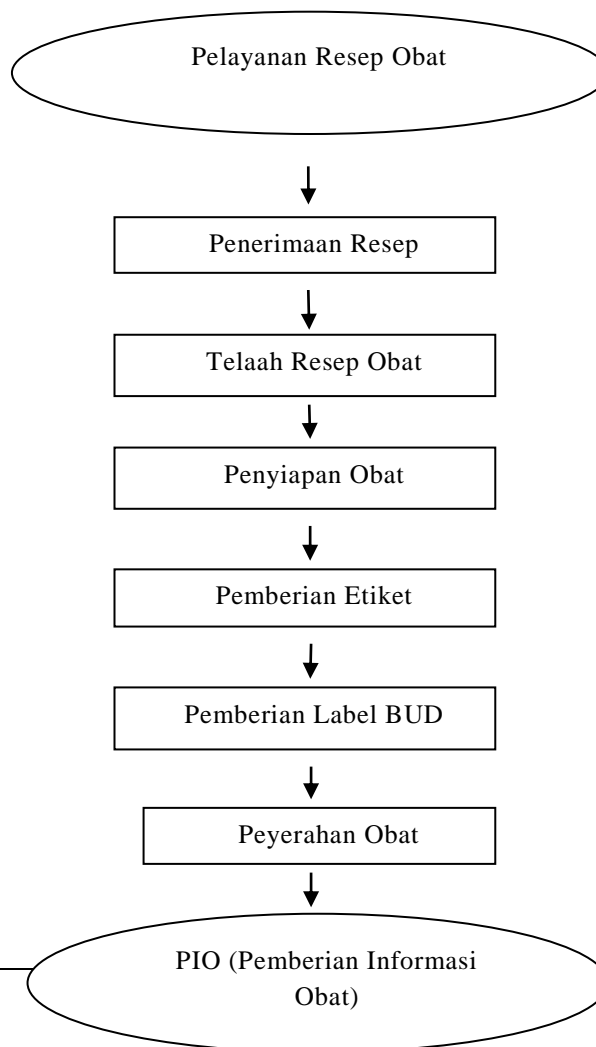 Pelayanan Resep Obat
Penerimaan Resep
Telaah Resep Obat
Penyiapan Obat
Pemberian Etiket
Pemberian Label BUD
Peyerahan Obat
PIO (Pemberian Informasi
Obat)